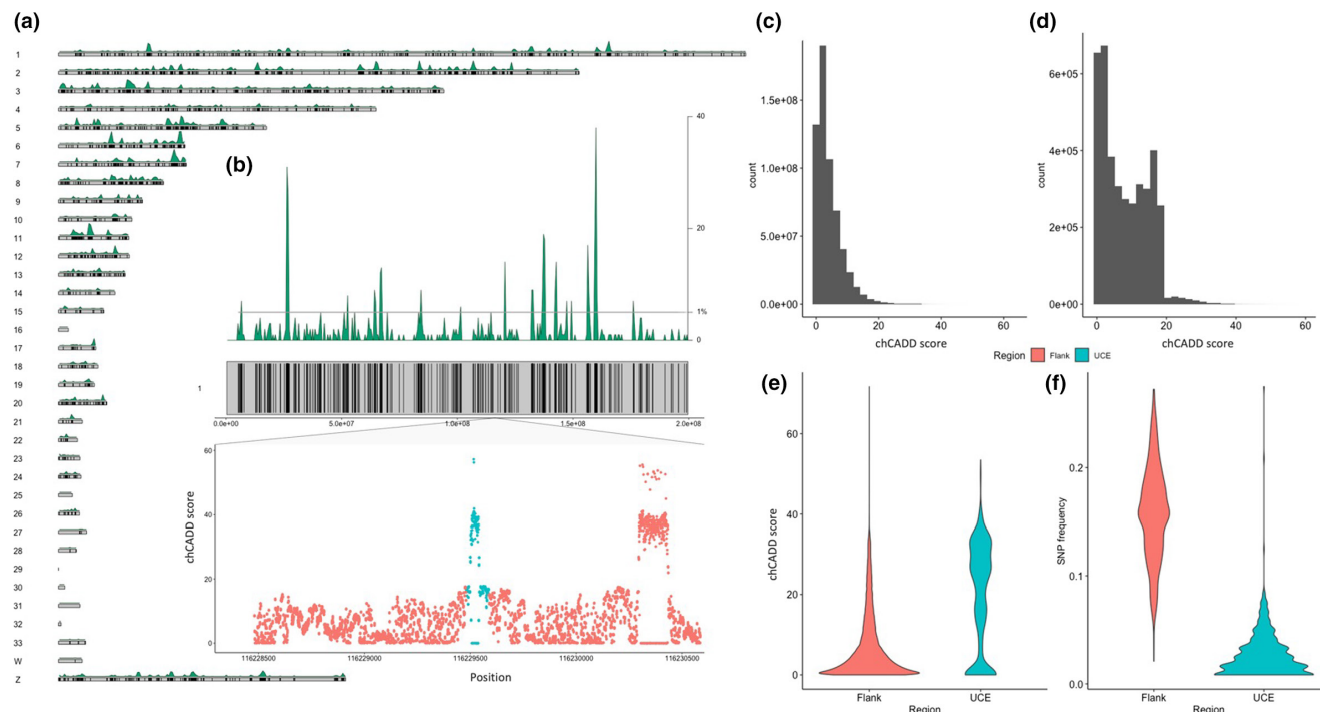 (a)
1
2
3
4
5
6
7
8
9
10
11
12
13
14
15
16
17
18
19
20
21
22
23
24
25
26
27
28
29
30
31
32
33
W
Z
(b)
40
20
1%
0
1
0.0e+00
5.0e+07
1.0e+08
1.5e+08
2.0e+08
chCADD score
60
40
20
0
116228500
116229000
116229500
116230000
116230500
Position
(c)
count
1.5e+08
1.0e+08
5.0e+07
0.0e+00
0
20
40
60
chCADD score
(d)
count
6e+05
4e+05
2e+05
0e+00
0
20
40
60
chCADD score
Region Flank UCE
(e)
chCADD score
60
40
20
0
Flank
UCE
Region
(f)
SNP frequency
0.2
0.1
0.0
Flank
UCE
Region